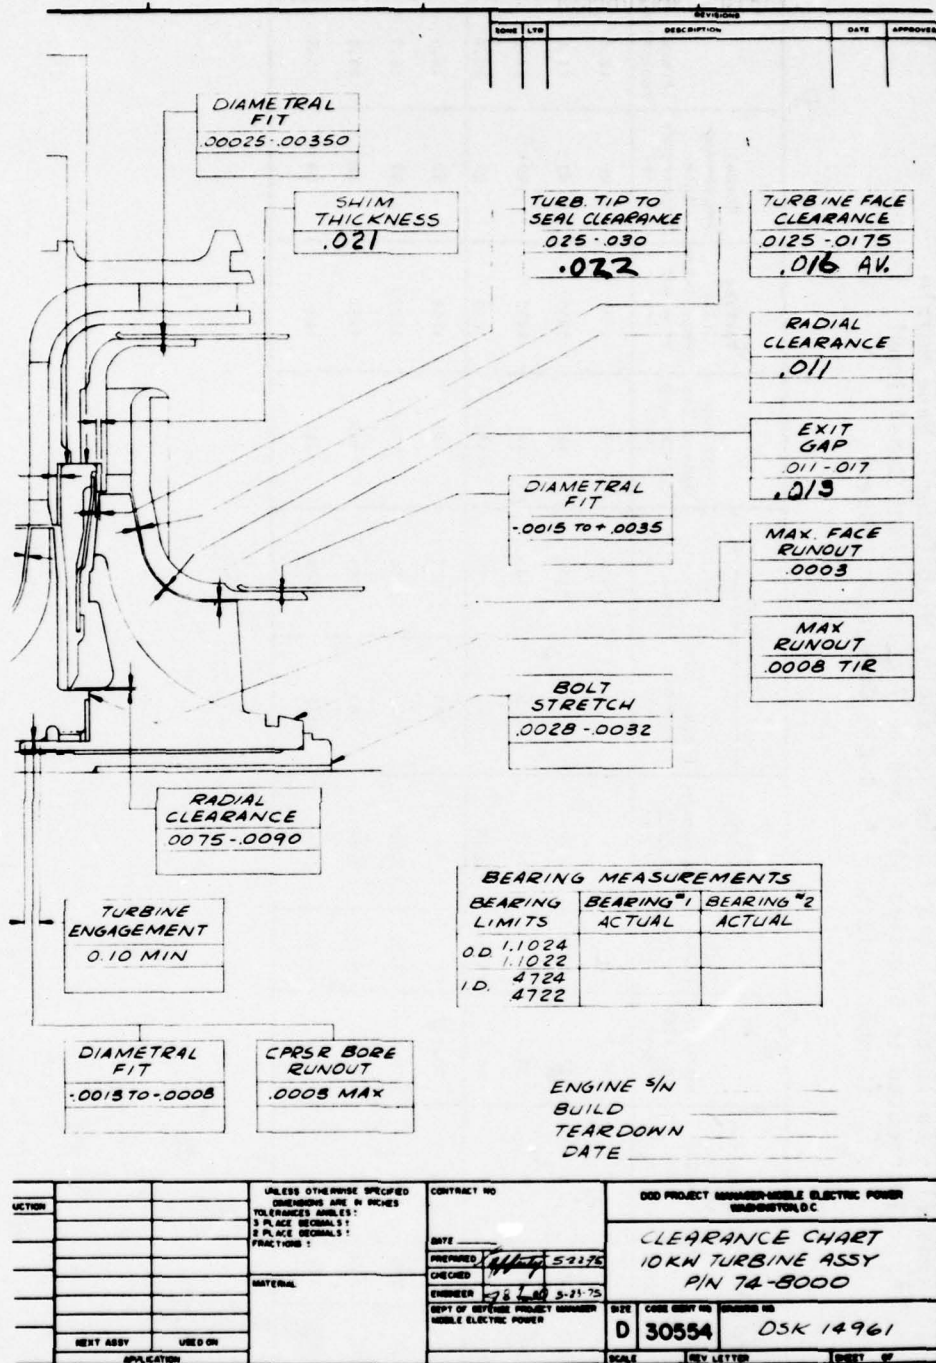 REVISIONS
ZONE LTR DESCRIPTION DATE APPROVED
DIAMETRAL
FIT
.00025-.00350
SHIM
THICKNESS
.021
TURB. TIP TO
SEAL CLEARANCE
.025-.030
.022
TURBINE FACE
CLEARANCE
.0125-.0175
.016 AV.
RADIAL
CLEARANCE
.011
EXIT
GAP
.011-017
.013
DIAMETRAL
FIT
-.0015 TO +.0035
MAX. FACE
RUNOUT
.0003
MAX
RUNOUT
.0008 TIR
BOLT
STRETCH
.0028-.0032
RADIAL
CLEARANCE
.0075-.0090
BEARING MEASUREMENTS
BEARING LIMITS
BEARING #1 ACTUAL
BEARING #2 ACTUAL
O.D. 1.1024
1.1022
I.D. .4724
.4722
TURBINE
ENGAGEMENT
0.10 MIN
DIAMETRAL
FIT
-.0013 TO -.0008
CPRSR BORE
RUNOUT
.0005 MAX
ENGINE S/N
BUILD
TEARDOWN
DATE
UCTION
NEXT ASSY USED ON
APPLICATION
UNLESS OTHERWISE SPECIFIED
DIMENSIONS ARE IN INCHES
TOLERANCES ANGLES ±
3 PLACE DECIMALS ±
2 PLACE DECIMALS ±
FRACTIONS ±
MATERIAL
CONTRACT NO
DATE
PREPARED 5-22-75
CHECKED
ENGINEER 5-23-75
DEPT OF DEFENSE PROJECT MANAGER
MOBILE ELECTRIC POWER
DOD PROJECT MANAGER-MOBILE ELECTRIC POWER
WASHINGTON, D.C.
CLEARANCE CHART
10 KW TURBINE ASSY
P/N 74-8000
SIZE CODE IDENT NO DRAWING NO
D 30554 DSK 14961
SCALE REV LETTER SHEET OF